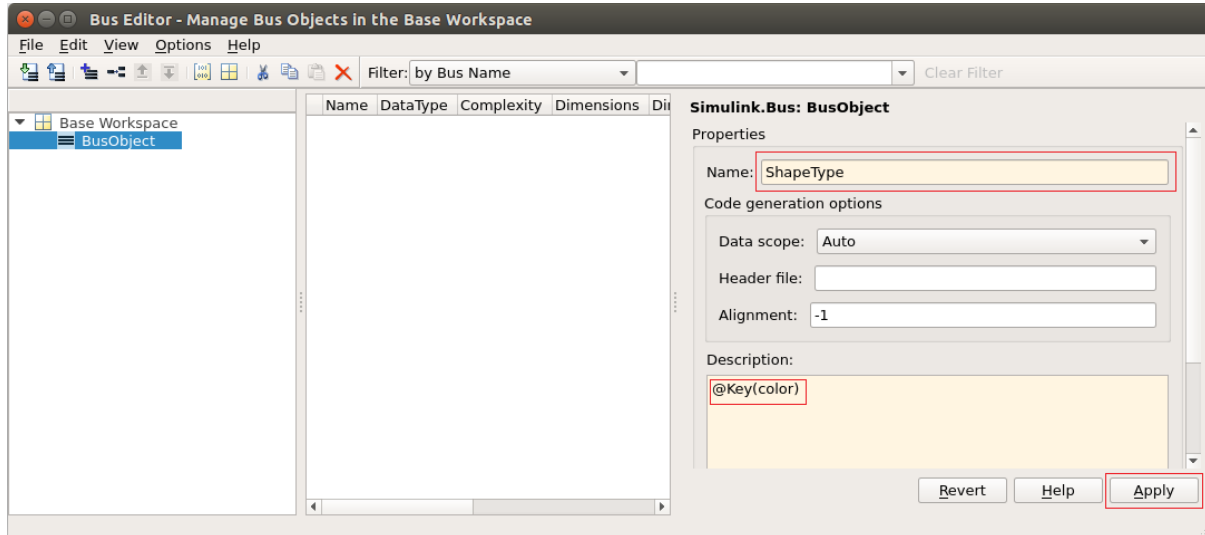 Bus Editor - Manage Bus Objects in the Base Workspace
File Edit View Options Help
Filter: by Bus Name Clear Filter
Name DataType Complexity Dimensions Di
Base Workspace
BusObject
Simulink.Bus: BusObject
Properties
Name: ShapeType
Code generation options
Data scope: Auto
Header file:
Alignment: -1
Description:
@Key(color)
Revert Help Apply